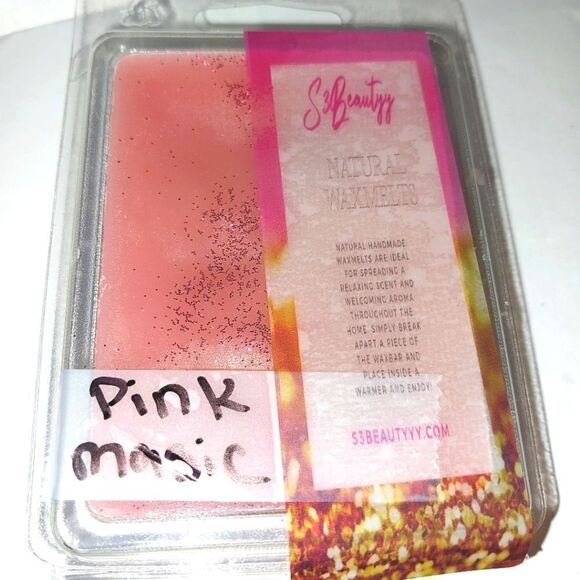 S3Beautyy
NATURAL
WAXMELTS
NATURAL HANDMADE
WAXMELTS ARE IDEAL
FOR SPREADING A
RELAXING SCENT AND
WELCOMING AROMA
THROUGHOUT THE
HOME. SIMPLY BREAK
APART A PIECE OF
THE WAXBAR AND
PLACE INSIDE A
WARMER AND ENJOY!
S3BEAUTYYY.COM
Pink
magic